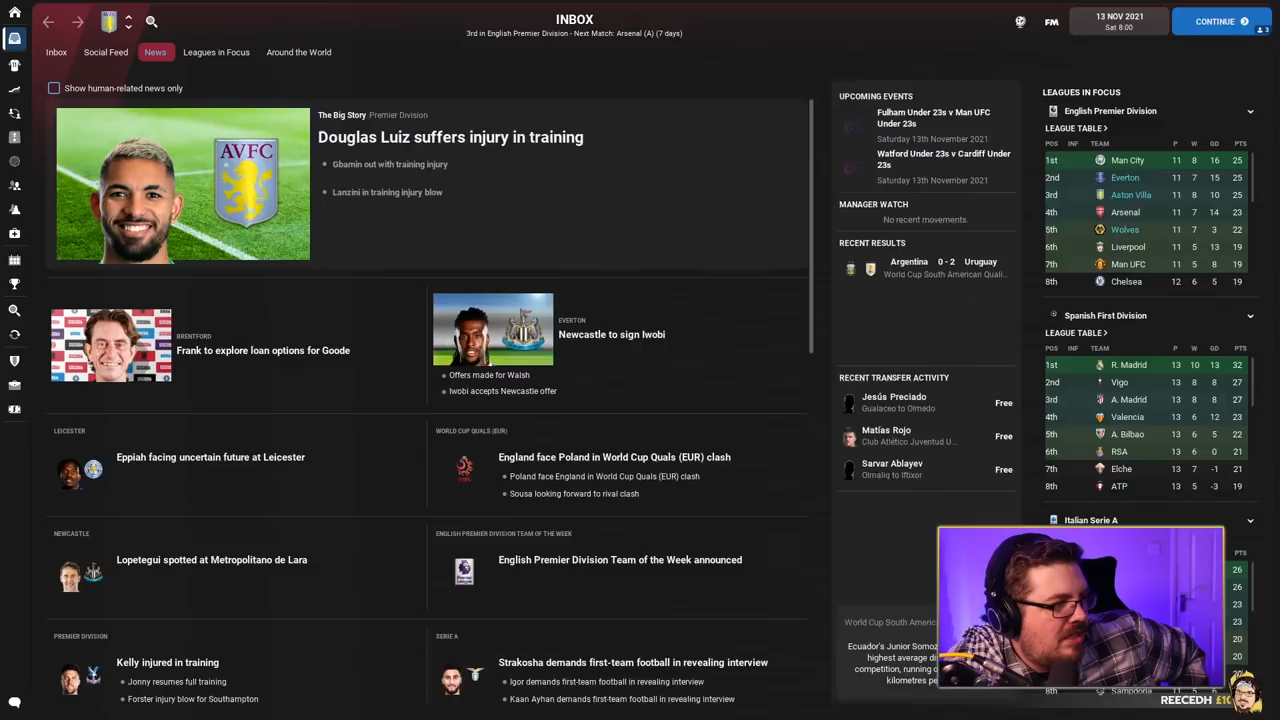 INBOX
3rd in English Premier Division - Next Match: Arsenal (A) (7 days)
FM
13 NOV 2021
Sat 8:00
CONTINUE
3
Inbox
Social Feed
News
Leagues in Focus
Around the World
Show human-related news only
The Big Story Premier Division
Douglas Luiz suffers injury in training
Gbamin out with training injury
Lanzini in training injury blow
AVFC
BRENTFORD
Frank to explore loan options for Goode
EVERTON
Newcastle to sign Iwobi
Offers made for Walsh
Iwobi accepts Newcastle offer
LEICESTER
Eppiah facing uncertain future at Leicester
WORLD CUP QUALS (EUR)
England face Poland in World Cup Quals (EUR) clash
Poland face England in World Cup Quals (EUR) clash
Sousa looking forward to rival clash
NEWCASTLE
Lopetegui spotted at Metropolitano de Lara
ENGLISH PREMIER DIVISION TEAM OF THE WEEK
English Premier Division Team of the Week announced
PREMIER DIVISION
Kelly injured in training
Jonny resumes full training
Forster injury blow for Southampton
SERIE A
Strakosha demands first-team football in revealing interview
Igor demands first-team football in revealing interview
Kaan Ayhan demands first-team football in revealing interview
UPCOMING EVENTS
Fulham Under 23s v Man UFC
Under 23s
Saturday 13th November 2021
Watford Under 23s v Cardiff Under
23s
Saturday 13th November 2021
MANAGER WATCH
No recent movements.
RECENT RESULTS
Argentina 0 - 2 Uruguay
World Cup South American Quali...
RECENT TRANSFER ACTIVITY
Jesús Preciado
Gualaceo to Olmedo
Free
Matías Rojo
Club Atlético Juventud U...
Free
Sarvar Ablayev
Olmaliq to Iftixor
Free
World Cup South America
Ecuador's Junior Sornoz
highest average di
competition, running o
kilometres pe
LEAGUES IN FOCUS
English Premier Division
LEAGUE TABLE
POS INF TEAM P W GD PTS
1st Man City 11 8 16 25
2nd Everton 11 7 15 25
3rd Aston Villa 11 8 10 25
4th Arsenal 11 7 14 23
5th Wolves 11 7 3 22
6th Liverpool 11 5 13 19
7th Man UFC 11 5 8 19
8th Chelsea 12 6 5 19
Spanish First Division
LEAGUE TABLE
POS INF TEAM P W GD PTS
1st R. Madrid 13 10 13 32
2nd Vigo 13 8 8 27
3rd A. Madrid 13 8 8 27
4th Valencia 13 6 12 23
5th A. Bilbao 13 6 5 22
6th RSA 13 6 0 21
7th Elche 13 7 -1 21
8th ATP 13 5 -3 19
Italian Serie A
PTS
26
26
23
23
20
20
8th Sampdoria
REECEDH £10